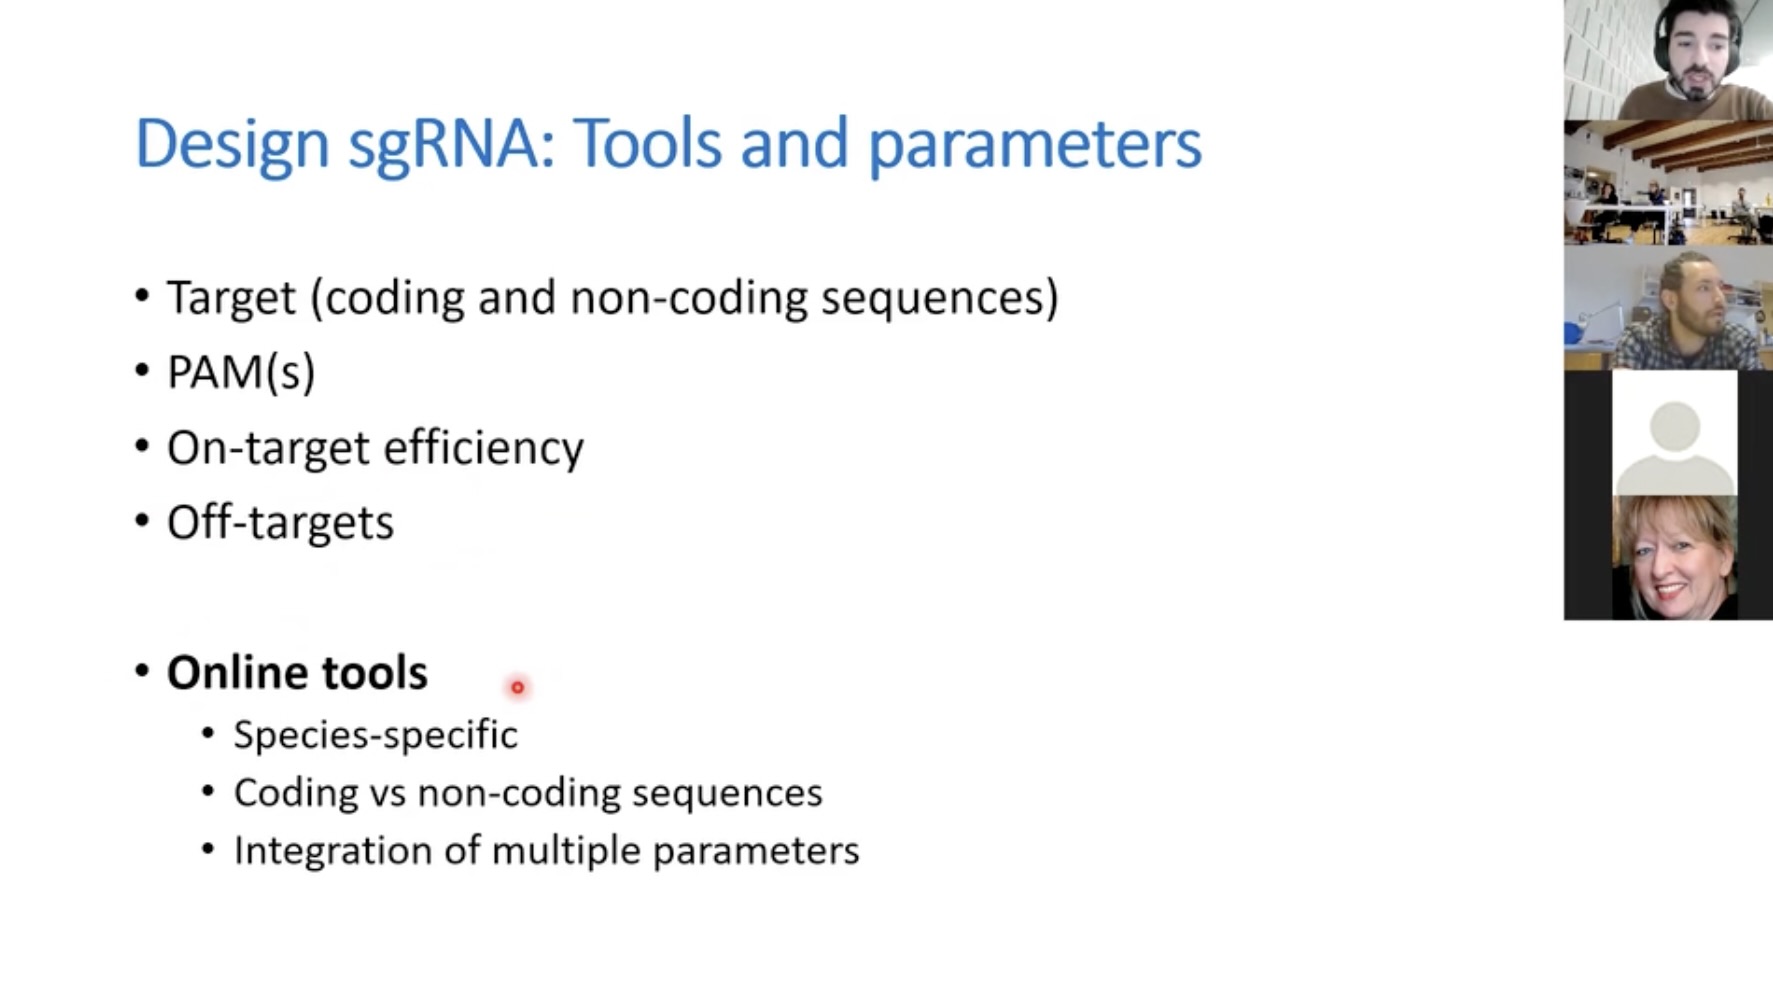 Design sgRNA: Tools and parameters
• Target (coding and non-coding sequences)
• PAM(s)
• On-target efficiency
• Off-targets
• Online tools
• Species-specific
• Coding vs non-coding sequences
• Integration of multiple parameters